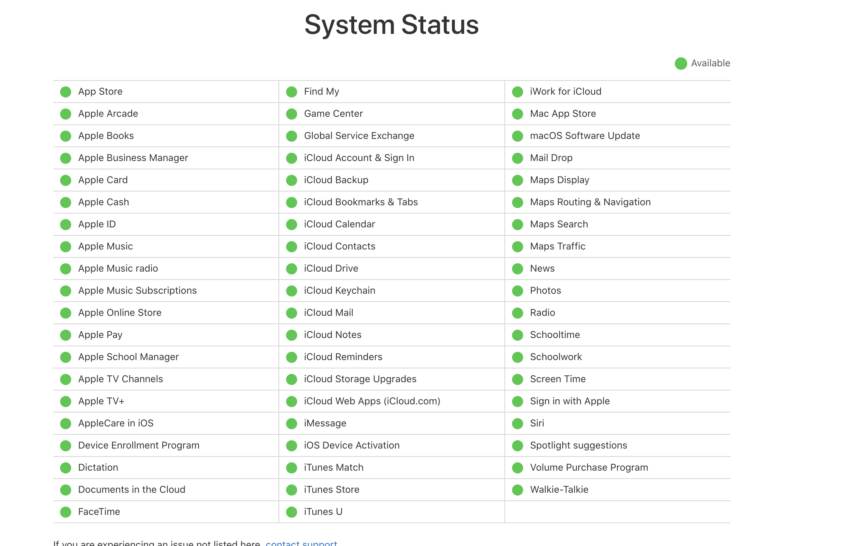 System Status
Available
App Store
Apple Arcade
Apple Books
Apple Business Manager
Apple Card
Apple Cash
Apple ID
Apple Music
Apple Music radio
Apple Music Subscriptions
Apple Online Store
Apple Pay
Apple School Manager
Apple TV Channels
Apple TV+
AppleCare in iOS
Device Enrollment Program
Dictation
Documents in the Cloud
FaceTime
Find My
Game Center
Global Service Exchange
iCloud Account & Sign In
iCloud Backup
iCloud Bookmarks & Tabs
iCloud Calendar
iCloud Contacts
iCloud Drive
iCloud Keychain
iCloud Mail
iCloud Notes
iCloud Reminders
iCloud Storage Upgrades
iCloud Web Apps (iCloud.com)
iMessage
iOS Device Activation
iTunes Match
iTunes Store
iTunes U
iWork for iCloud
Mac App Store
macOS Software Update
Mail Drop
Maps Display
Maps Routing & Navigation
Maps Search
Maps Traffic
News
Photos
Radio
Schooltime
Schoolwork
Screen Time
Sign in with Apple
Siri
Spotlight suggestions
Volume Purchase Program
Walkie-Talkie
If you are experiencing an issue not listed here, contact support.